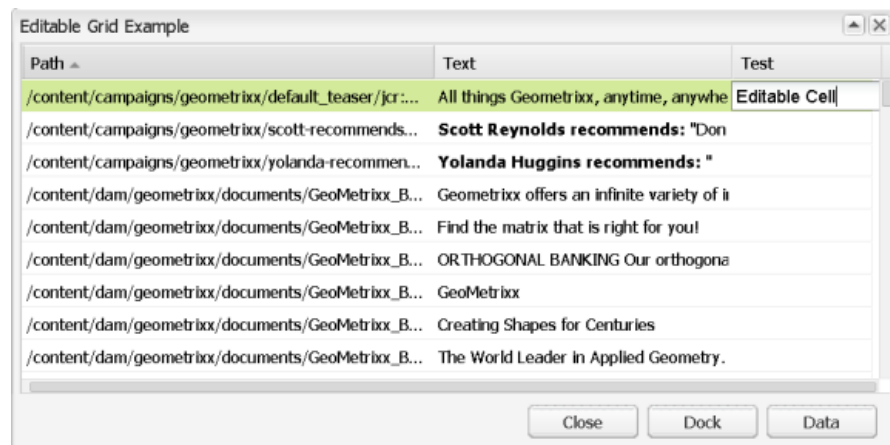 Editable Grid Example
Path Text Test
/content/campaigns/geometrixx/default_teaser/jcr:... All things Geometrixx, anytime, anywhe Editable Cell
/content/campaigns/geometrixx/scott-recommends... Scott Reynolds recommends: "Don
/content/campaigns/geometrixx/yolanda-recommen... Yolanda Huggins recommends: "
/content/dam/geometrixx/documents/GeoMetrixx_B... Geometrixx offers an infinite variety of i
/content/dam/geometrixx/documents/GeoMetrixx_B... Find the matrix that is right for you!
/content/dam/geometrixx/documents/GeoMetrixx_B... ORTHOGONAL BANKING Our orthogona
/content/dam/geometrixx/documents/GeoMetrixx_B... GeoMetrixx
/content/dam/geometrixx/documents/GeoMetrixx_B... Creating Shapes for Centuries
/content/dam/geometrixx/documents/GeoMetrixx_B... The World Leader in Applied Geometry.
Close Dock Data